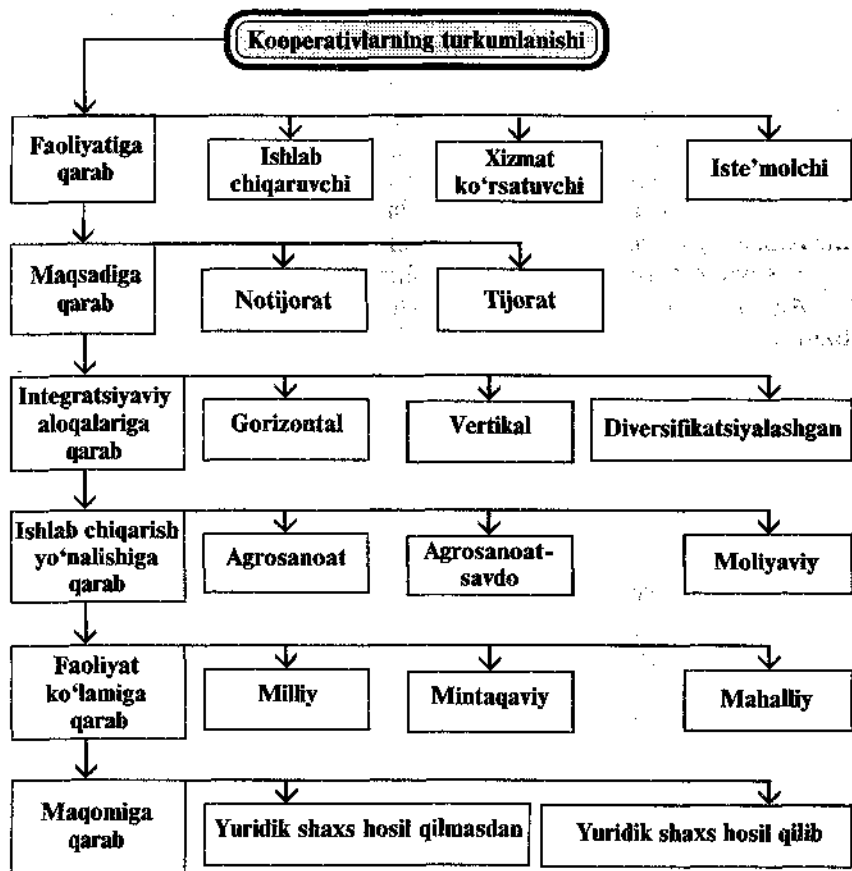 Kooperativlarning turkumlanishi
Faoliyatiga
qarab
Ishlab
chiqaruvchi
Xizmat
ko‘rsatuvchi
Iste’molchi
Maqsadiga
qarab
Notijorat
Tijorat
Integratsiyaviy
aloqalariga
qarab
Gorizontal
Vertikal
Diversifikatsiyalashgan
Ishlab chiqarish
yo‘nalishiga
qarab
Agrosanoat
Agrosanoat-
savdo
Moliyaviy
Faoliyat
ko‘lamiga
qarab
Milliy
Mintaqaviy
Mahalliy
Maqomiga
qarab
Yuridik shaxs hosil qilmasdan
Yuridik shaxs hosil qilib